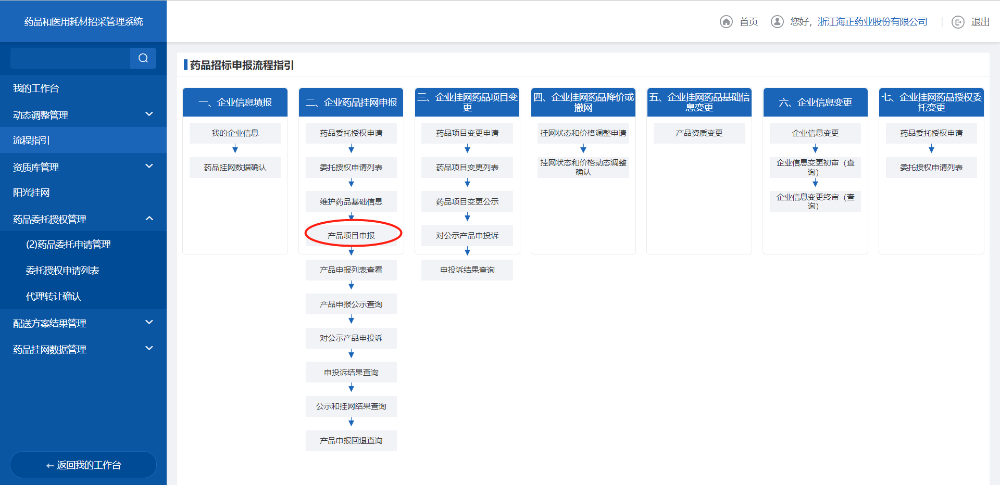 药品和医用耗材招采管理系统
首页
您好，浙江海正药业股份有限公司
退出
我的工作台
动态调整管理
流程指引
资质库管理
阳光挂网
药品委托授权管理
(2)药品委托申请管理
委托授权申请列表
代理转让确认
配送方案结果管理
药品挂网数据管理
←返回我的工作台
药品招标申报流程指引
一、企业信息填报
我的企业信息
药品挂网数据确认
二、企业药品挂网申报
药品委托授权申请
委托授权申请列表
维护药品基础信息
产品项目申报
产品申报列表查看
产品申报公示查询
对公示产品申投诉
申投诉结果查询
公示和挂网结果查询
产品申报回退查询
三、企业挂网药品项目变
更
药品项目变更申请
药品项目变更列表
药品项目变更公示
对公示产品申投诉
申投诉结果查询
四、企业挂网药品降价或
撤网
挂网状态和价格调整申请
挂网状态和价格动态调整
确认
五、企业挂网药品基础信
息变更
产品资质变更
六、企业信息变更
企业信息变更
企业信息变更初审（查
询）
企业信息变更终审（查
询）
七、企业挂网药品授权委
托变更
药品委托授权申请
委托授权申请列表